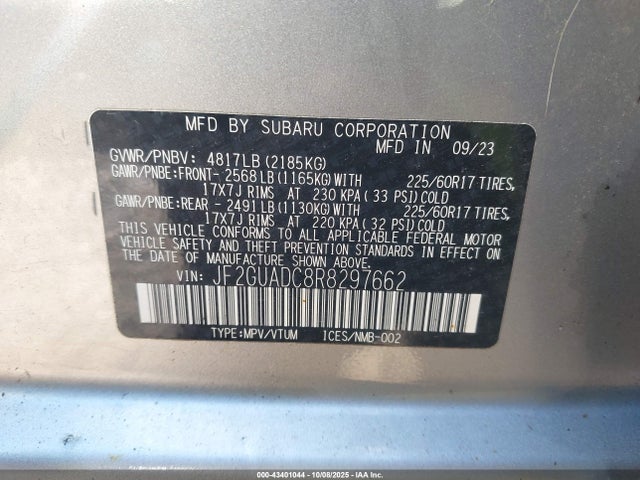 MFD BY SUBARU CORPORATION
MFD IN 09/23
GVWR/PNBV: 4817LB(2185KG)
GAWR/PNBE:FRONT- 2568LB(1165KG)WITH 225/60R17 TIRES,
17X7J RIMS AT 230 KPA(33 PSI)COLD
GAWR/PNBE:REAR - 2491LB(1130KG)WITH 225/60R17 TIRES,
17X7J RIMS AT 220 KPA(32 PSI)COLD
THIS VEHICLE CONFORMS TO ALL APPLICABLE FEDERAL MOTOR
VEHICLE SAFETY AND THEFT PREVENTION STANDARDS IN EFFECT ON
THE DATE OF MANUFACTURE SHOWN ABOVE.
VIN: JF2GUADC8R8297662
TYPE:MPV/VTUM ICES/NMB-002
000-43401044 - 10/08/2025 - IAA Inc.